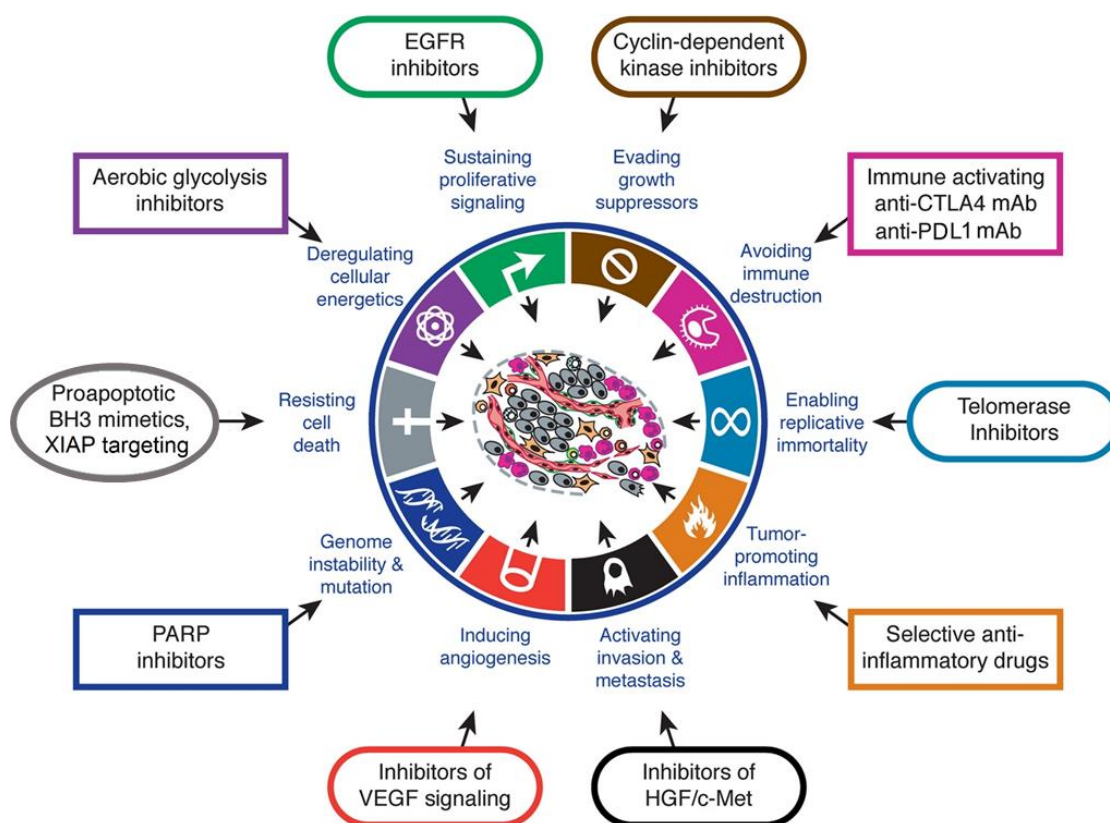 EGFR
inhibitors
Cyclin-dependent
kinase inhibitors
Sustaining
proliferative
signaling
Evading
growth
suppressors
Aerobic glycolysis
inhibitors
Immune activating
anti-CTLA4 mAb
anti-PDL1 mAb
Deregulating
cellular
energetics
Avoiding
immune
destruction
Proapoptotic
BH3 mimetics,
XIAP targeting
Resisting
cell
death
Enabling
replicative
immortality
Telomerase
Inhibitors
Genome
instability &
mutation
Tumor-
promoting
inflammation
PARP
inhibitors
Inducing
angiogenesis
Activating
invasion &
metastasis
Selective anti-
inflammatory drugs
Inhibitors of
VEGF signaling
Inhibitors of
HGF/c-Met